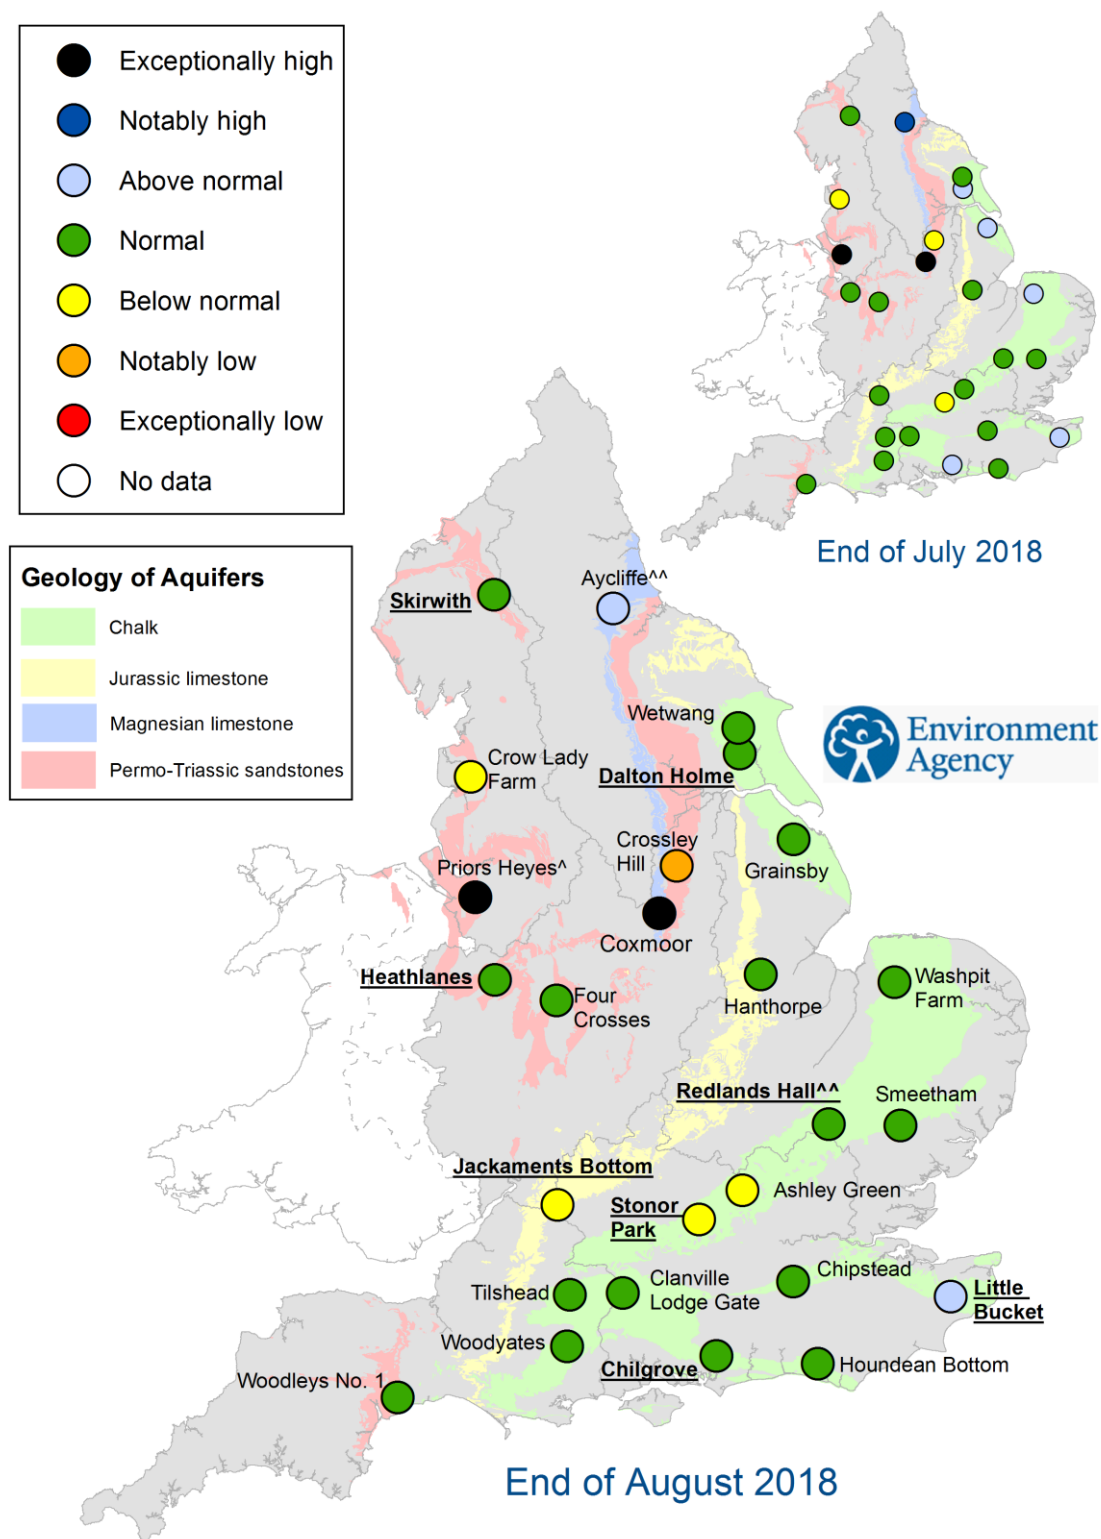 Exceptionally high
Notably high
Above normal
Normal
Below normal
Notably low
Exceptionally low
No data
End of July 2018
Geology of Aquifers
Chalk
Jurassic limestone
Magnesian limestone
Permo-Triassic sandstones
Environment
Agency
Aycliffe^^
Skirwith
Wetwang
Dalton Holme
Crow Lady
Farm
Crossley
Hill
Grainsby
Priors Heyes^
Coxmoor
Heathlanes
Four
Crosses
Hanthorpe
Washpit
Farm
Redlands Hall^^
Smeetham
Jackaments Bottom
Stonor
Park
Ashley Green
Tilshead
Clanville
Lodge Gate
Chipstead
Little
Bucket
Woodyates
Chilgrove
Houndean Bottom
Woodleys No. 1
End of August 2018